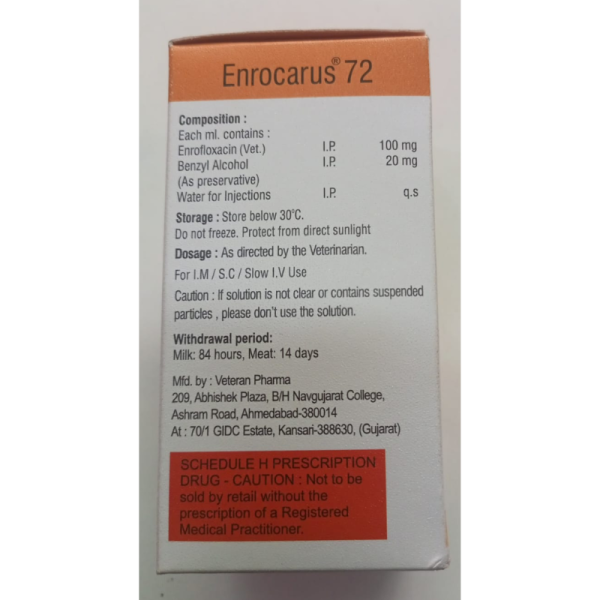 Enrocarus® 72
Composition :
Each ml. contains :
Enrofloxacin (Vet.) I.P. 100 mg
Benzyl Alcohol I.P. 20 mg
(As preservative)
Water for Injections I.P. q.s
Storage : Store below 30°C.
Do not freeze. Protect from direct sunlight
Dosage : As directed by the Veterinarian.
For I.M / S.C / Slow I.V Use
Caution : If solution is not clear or contains suspended
particles , please don't use the solution.
Withdrawal period:
Milk: 84 hours, Meat: 14 days
Mfd. by : Veteran Pharma
209, Abhishek Plaza, B/H Navgujarat College,
Ashram Road, Ahmedabad-380014
At : 70/1 GIDC Estate, Kansari-388630, (Gujarat)
SCHEDULE H PRESCRIPTION
DRUG - CAUTION : Not to be
sold by retail without the
prescription of a Registered
Medical Practitioner.